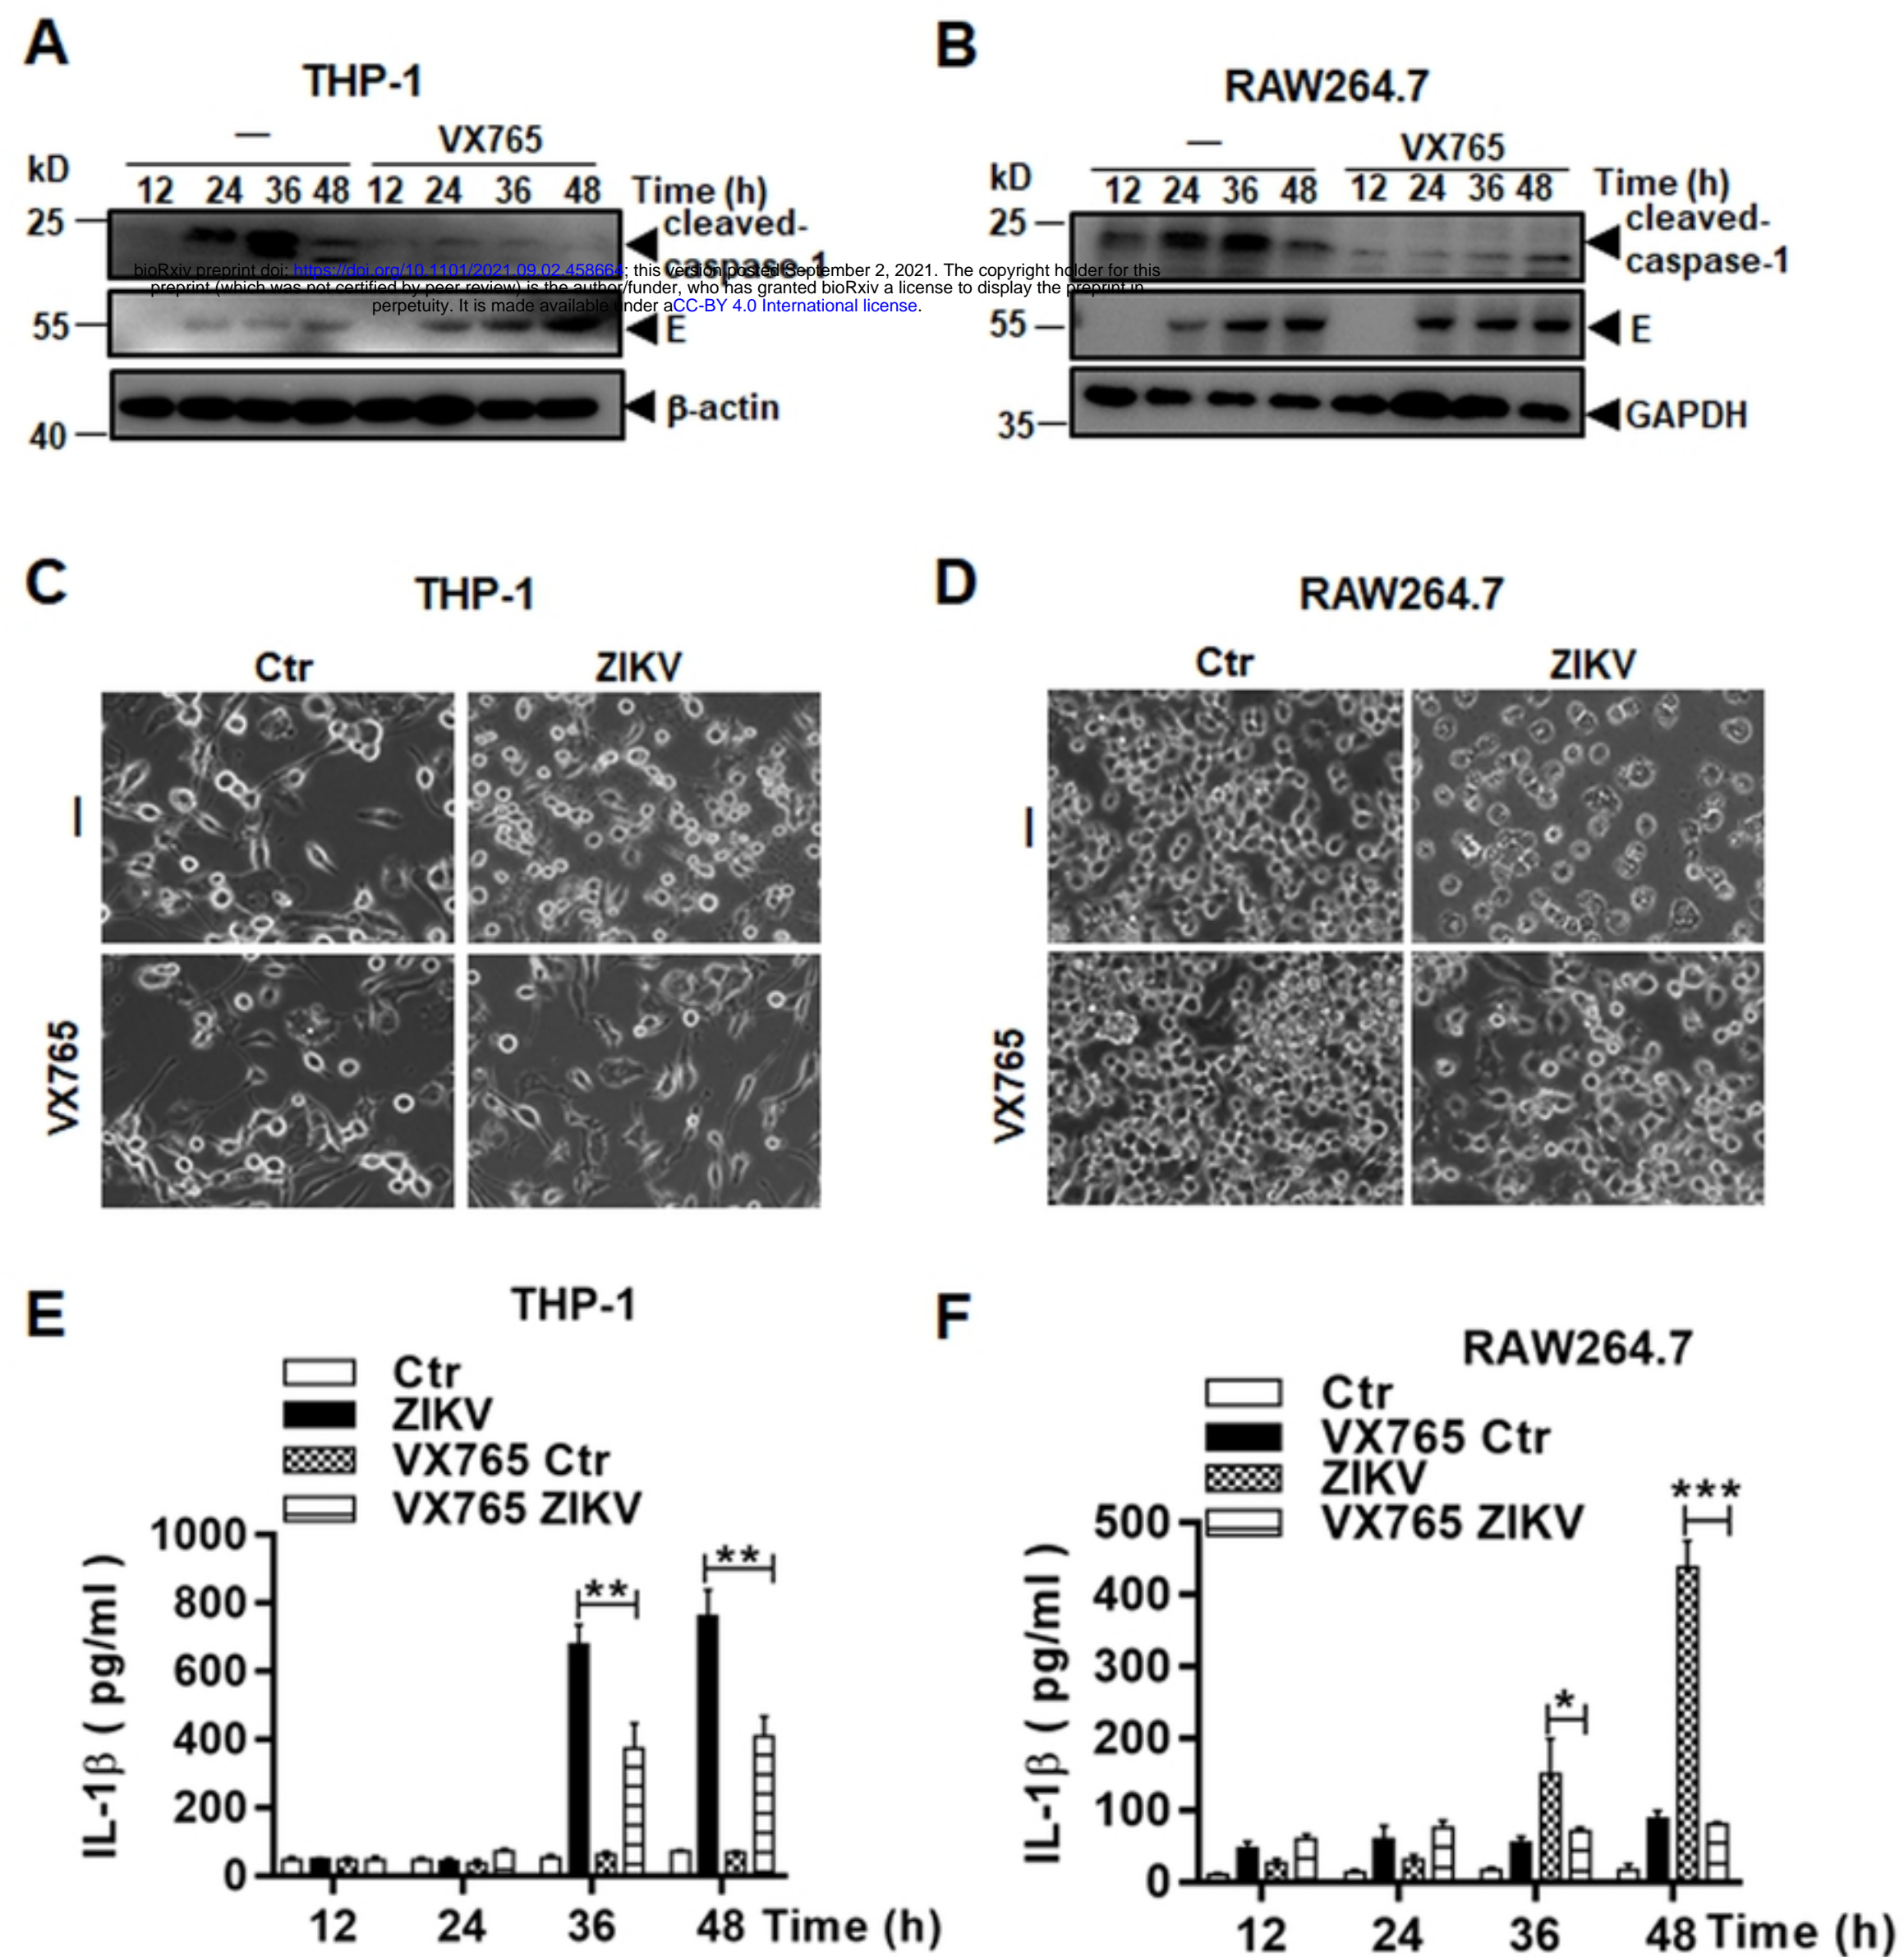 A
THP-1
— VX765
kD
12 24 36 48 12 24 36 48 Time (h)
25
cleaved-
caspase-1
bioRxiv preprint doi: https://doi.org/10.1101/2021.09.02.458664; this version posted September 2, 2021. The copyright holder for this
preprint (which was not certified by peer review) is the author/funder, who has granted bioRxiv a license to display the preprint in
perpetuity. It is made available under aCC-BY 4.0 International license.
55
E
β-actin
40
B
RAW264.7
— VX765
kD
12 24 36 48 12 24 36 48 Time (h)
25
cleaved-
caspase-1
55
E
GAPDH
35
C
THP-1
Ctr ZIKV
—
VX765
D
RAW264.7
Ctr ZIKV
—
VX765
E
THP-1
Ctr
ZIKV
VX765 Ctr
VX765 ZIKV
IL-1β ( pg/ml )
1000
800
600
400
200
0
**
**
12 24 36 48 Time (h)
F
RAW264.7
Ctr
VX765 Ctr
ZIKV
VX765 ZIKV
IL-1β ( pg/ml )
500
400
300
200
100
0
*
***
12 24 36 48 Time (h)